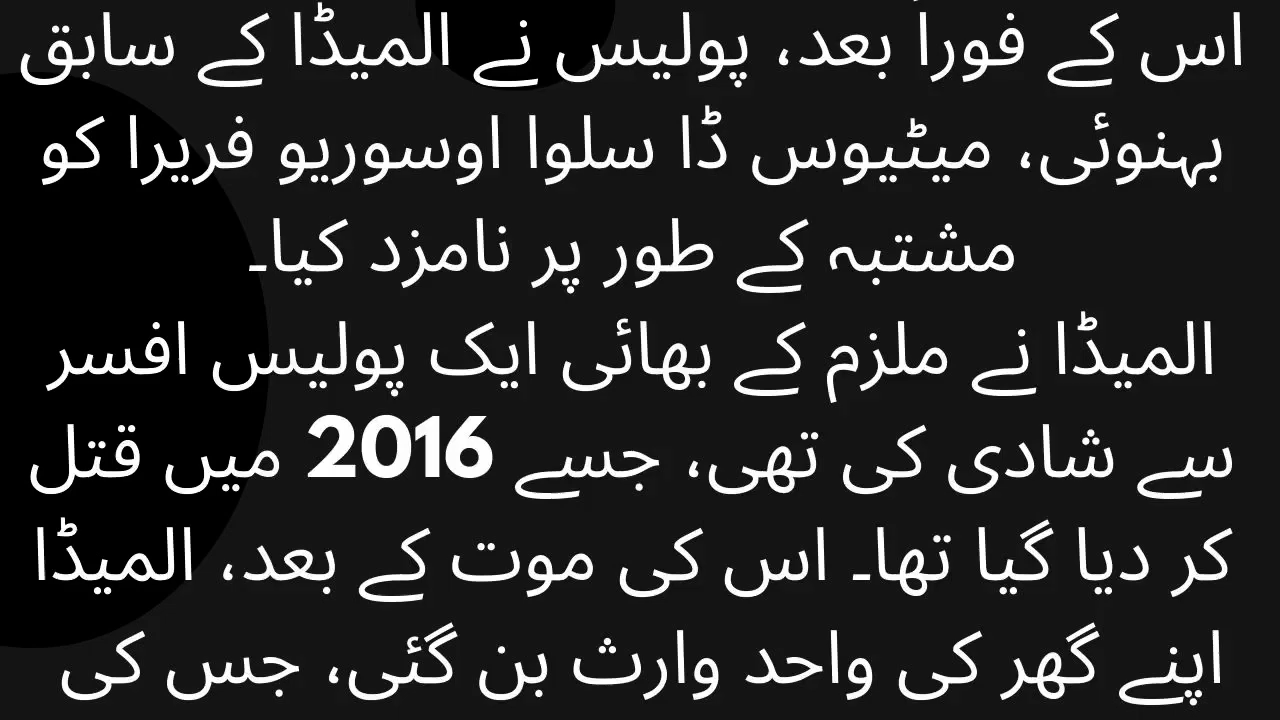 اس کے فوراً بعد، پولیس نے المیڈا کے سابق
بہنوئی، میٹیوس ڈا سلوا اوسوریو فریرا کو
مشتبہ کے طور پر نامزد کیا۔
المیڈا نے ملزم کے بھائی ایک پولیس افسر
سے شادی کی تھی، جسے 2016 میں قتل
کر دیا گیا تھا۔ اس کی موت کے بعد، المیڈا
اپنے گھر کی واحد وارث بن گئی، جس کی